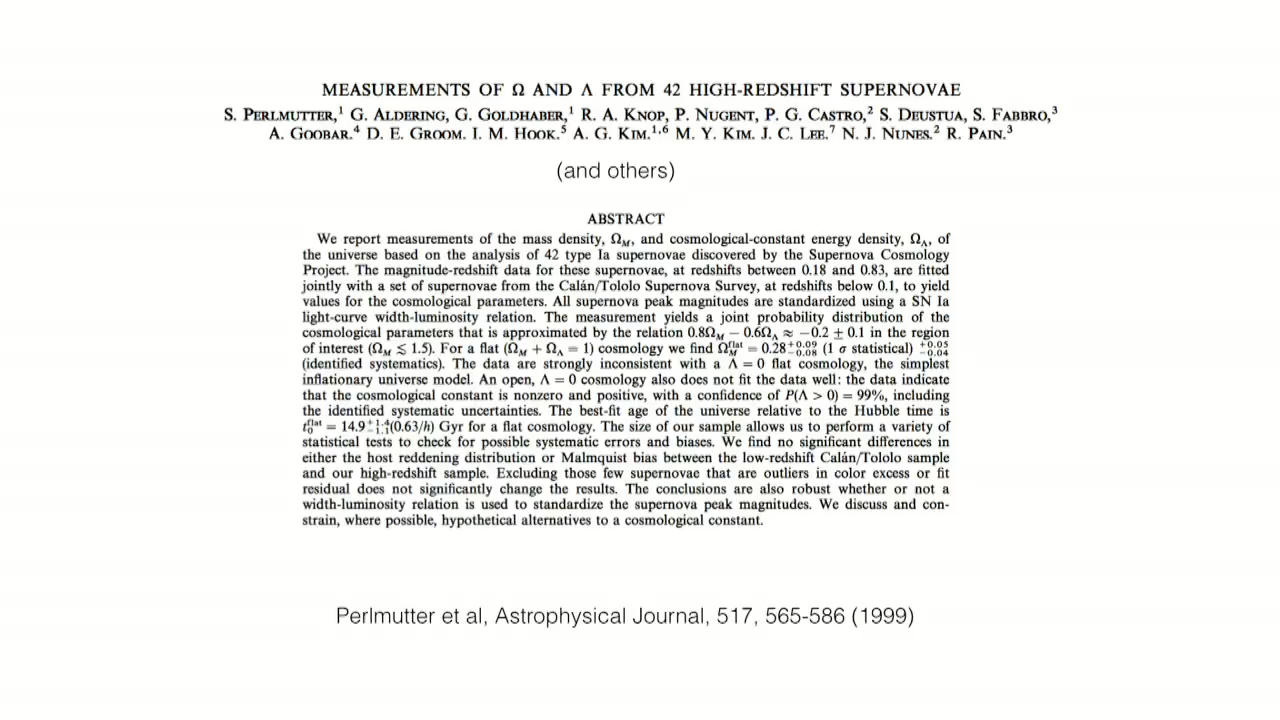 MEASUREMENTS OF Ω AND Λ FROM 42 HIGH-REDSHIFT SUPERNOVAE
S. PERLMUTTER,¹ G. ALDERING, G. GOLDHABER,¹ R. A. KNOP, P. NUGENT, P. G. CASTRO,² S. DEUSTUA, S. FABBRO,³
A. GOOBAR,⁴ D. E. GROOM, I. M. HOOK,⁵ A. G. KIM,¹,⁶ M. Y. KIM, J. C. LEE,⁷ N. J. NUNES,² R. PAIN,³
(and others)
ABSTRACT
We report measurements of the mass density, Ω_M, and cosmological-constant energy density, Ω_Λ, of
the universe based on the analysis of 42 type Ia supernovae discovered by the Supernova Cosmology
Project. The magnitude-redshift data for these supernovae, at redshifts between 0.18 and 0.83, are fitted
jointly with a set of supernovae from the Calán/Tololo Supernova Survey, at redshifts below 0.1, to yield
values for the cosmological parameters. All supernova peak magnitudes are standardized using a SN Ia
light-curve width-luminosity relation. The measurement yields a joint probability distribution of the
cosmological parameters that is approximated by the relation 0.8Ω_M − 0.6Ω_Λ ≈ −0.2 ± 0.1 in the region
of interest (Ω_M ≲ 1.5). For a flat (Ω_M + Ω_Λ = 1) cosmology we find Ω_M^flat = 0.28^+0.09_−0.08 (1 σ statistical) ^+0.05_−0.04
(identified systematics). The data are strongly inconsistent with a Λ = 0 flat cosmology, the simplest
inflationary universe model. An open, Λ = 0 cosmology also does not fit the data well: the data indicate
that the cosmological constant is nonzero and positive, with a confidence of P(Λ > 0) = 99%, including
the identified systematic uncertainties. The best-fit age of the universe relative to the Hubble time is
t_0^flat = 14.9^+1.4_−1.1(0.63/h) Gyr for a flat cosmology. The size of our sample allows us to perform a variety of
statistical tests to check for possible systematic errors and biases. We find no significant differences in
either the host reddening distribution or Malmquist bias between the low-redshift Calán/Tololo sample
and our high-redshift sample. Excluding those few supernovae that are outliers in color excess or fit
residual does not significantly change the results. The conclusions are also robust whether or not a
width-luminosity relation is used to standardize the supernova peak magnitudes. We discuss and con-
strain, where possible, hypothetical alternatives to a cosmological constant.
Perlmutter et al, Astrophysical Journal, 517, 565-586 (1999)